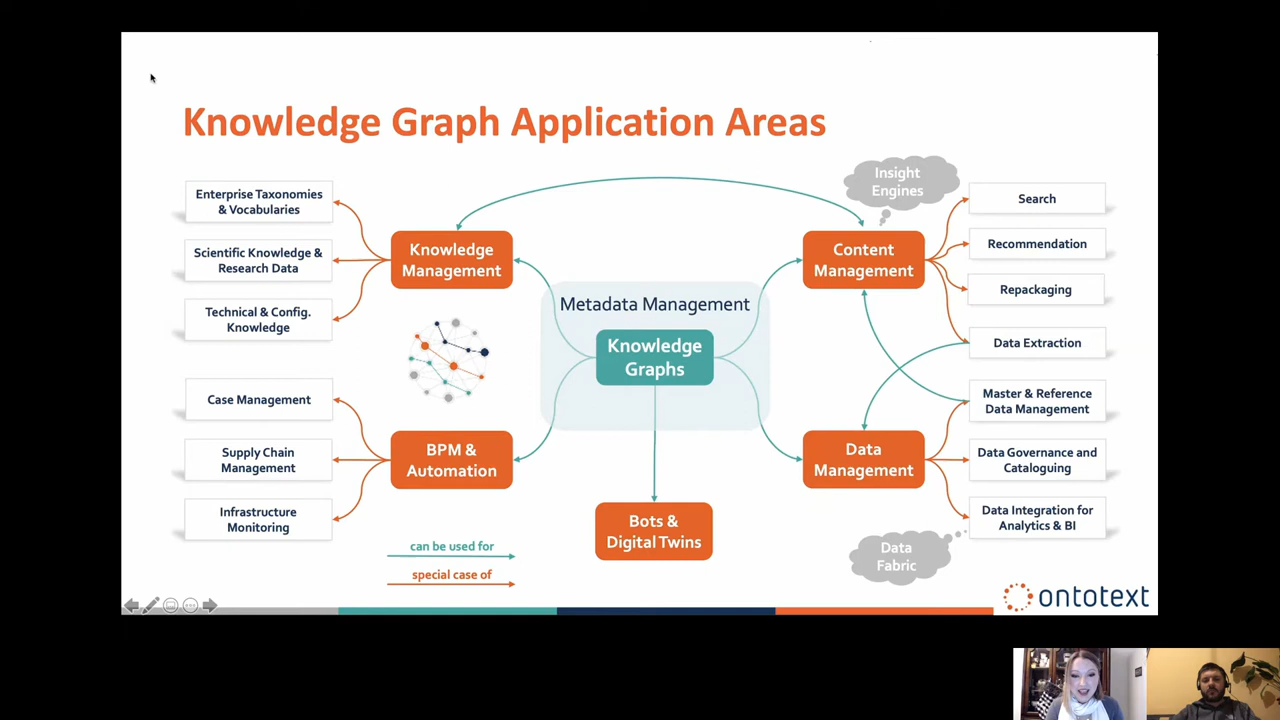 Knowledge Graph Application Areas
Enterprise Taxonomies
& Vocabularies
Scientific Knowledge &
Research Data
Technical & Config.
Knowledge
Knowledge
Management
Case Management
Supply Chain
Management
Infrastructure
Monitoring
BPM &
Automation
can be used for
special case of
Metadata Management
Knowledge
Graphs
Bots &
Digital Twins
Insight
Engines
Content
Management
Search
Recommendation
Repackaging
Data Extraction
Master & Reference
Data Management
Data
Management
Data Governance and
Cataloguing
Data Integration for
Analytics & BI
Data
Fabric
ontotext